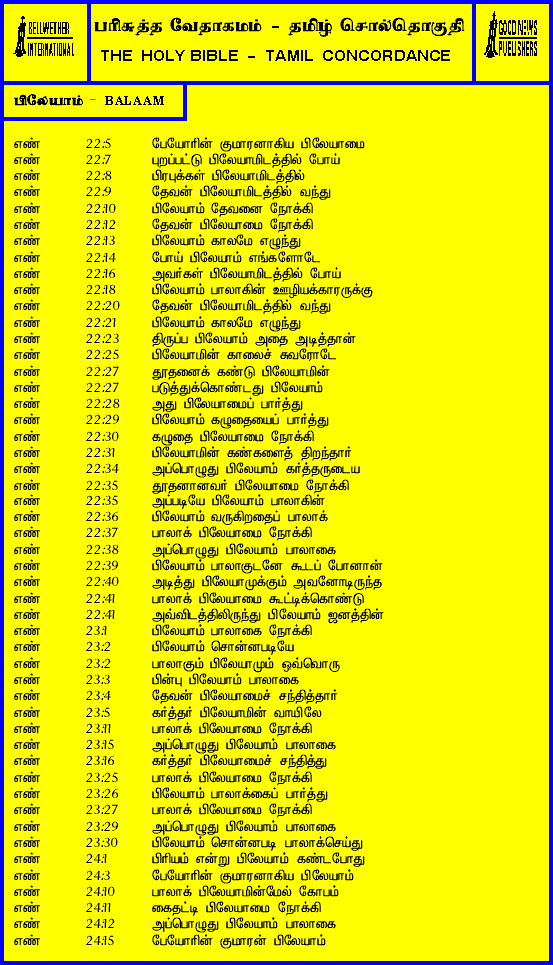 BELLWETHER
INTERNATIONAL
பரிசுத்த வேதாகமம் - தமிழ் சொல்தொகுதி
THE HOLY BIBLE - TAMIL CONCORDANCE
GOOD NEWS
PUBLISHERS
பிலேயாம் - BALAAM
எண் 22:5 பேயோரின் குமாரனாகிய பிலேயாமை
எண் 22:7 புறப்பட்டு பிலேயாமிடத்தில் போய்
எண் 22:8 பிரபுக்கள் பிலேயாமிடத்தில்
எண் 22:9 தேவன் பிலேயாமிடத்தில் வந்து
எண் 22:10 பிலேயாம் தேவனை நோக்கி
எண் 22:12 தேவன் பிலேயாமை நோக்கி
எண் 22:13 பிலேயாம் காலமே எழுந்து
எண் 22:14 போய் பிலேயாம் எங்களோடே
எண் 22:16 அவர்கள் பிலேயாமிடத்தில் போய்
எண் 22:18 பிலேயாம் பாலாகின் ஊழியக்காரருக்கு
எண் 22:20 தேவன் பிலேயாமிடத்தில் வந்து
எண் 22:21 பிலேயாம் காலமே எழுந்து
எண் 22:23 திருப்ப பிலேயாம் அதை அடித்தான்
எண் 22:25 பிலேயாமின் காலைச் சுவரோடே
எண் 22:27 தூதனைக் கண்டு பிலேயாமின்
எண் 22:27 படுத்துக்கொண்டது பிலேயாம்
எண் 22:28 அது பிலேயாமைப் பார்த்து
எண் 22:29 பிலேயாம் கழுதையைப் பார்த்து
எண் 22:30 கழுதை பிலேயாமை நோக்கி
எண் 22:31 பிலேயாமின் கண்களைத் திறந்தார்
எண் 22:34 அப்பொழுது பிலேயாம் கர்த்தருடைய
எண் 22:35 தூதனானவர் பிலேயாமை நோக்கி
எண் 22:35 அப்படியே பிலேயாம் பாலாகின்
எண் 22:36 பிலேயாம் வருகிறதைப் பாலாக்
எண் 22:37 பாலாக் பிலேயாமை நோக்கி
எண் 22:38 அப்பொழுது பிலேயாம் பாலாகை
எண் 22:39 பிலேயாம் பாலாகுடனே கூடப் போனான்
எண் 22:40 அடித்து பிலேயாமுக்கும் அவனோடிருந்த
எண் 22:41 பாலாக் பிலேயாமை கூட்டிக்கொண்டு
எண் 22:41 அவ்விடத்திலிருந்து பிலேயாம் ஜனத்தின்
எண் 23:1 பிலேயாம் பாலாகை நோக்கி
எண் 23:2 பிலேயாம் சொன்னபடியே
எண் 23:2 பாலாகும் பிலேயாமும் ஒவ்வொரு
எண் 23:3 பின்பு பிலேயாம் பாலாகை
எண் 23:4 தேவன் பிலேயாமைச் சந்தித்தார்
எண் 23:5 கர்த்தர் பிலேயாமின் வாயிலே
எண் 23:11 பாலாக் பிலேயாமை நோக்கி
எண் 23:15 அப்பொழுது பிலேயாம் பாலாகை
எண் 23:16 கர்த்தர் பிலேயாமைச் சந்தித்து
எண் 23:25 பாலாக் பிலேயாமை நோக்கி
எண் 23:26 பிலேயாம் பாலாக்கைப் பார்த்து
எண் 23:27 பாலாக் பிலேயாமை நோக்கி
எண் 23:29 அப்பொழுது பிலேயாம் பாலாகை
எண் 23:30 பிலேயாம் சொன்னபடி பாலாக்செய்து
எண் 24:1 பிரியம் என்று பிலேயாம் கண்டபோது
எண் 24:3 பேயோரின் குமாரனாகிய பிலேயாம்
எண் 24:10 பாலாக் பிலேயாமின்மேல் கோபம்
எண் 24:11 கைதட்டி பிலேயாமை நோக்கி
எண் 24:12 அப்பொழுது பிலேயாம் பாலாகை
எண் 24:15 பேயோரின் குமாரன் பிலேயாம்